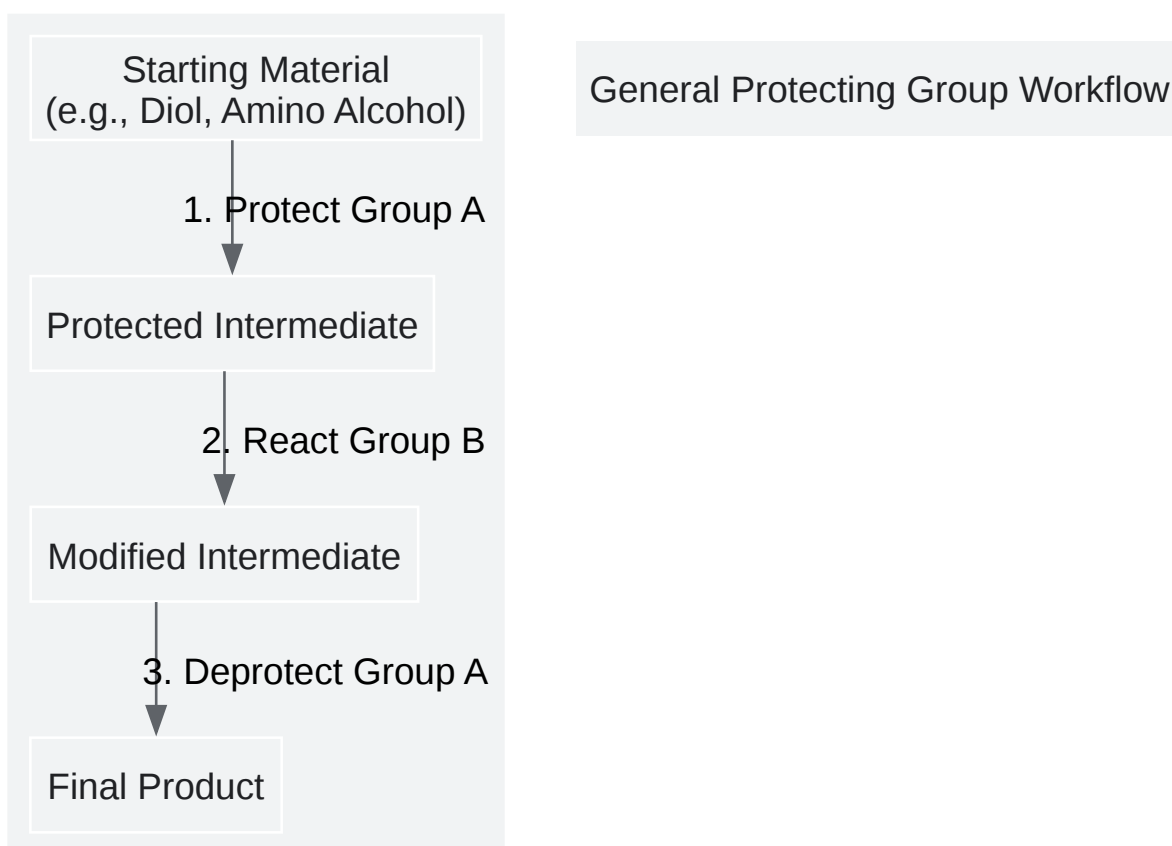 Starting Material
(e.g., Diol, Amino Alcohol)
General Protecting Group Workflow
1. Protect Group A
Protected Intermediate
2. React Group B
Modified Intermediate
3. Deprotect Group A
Final Product